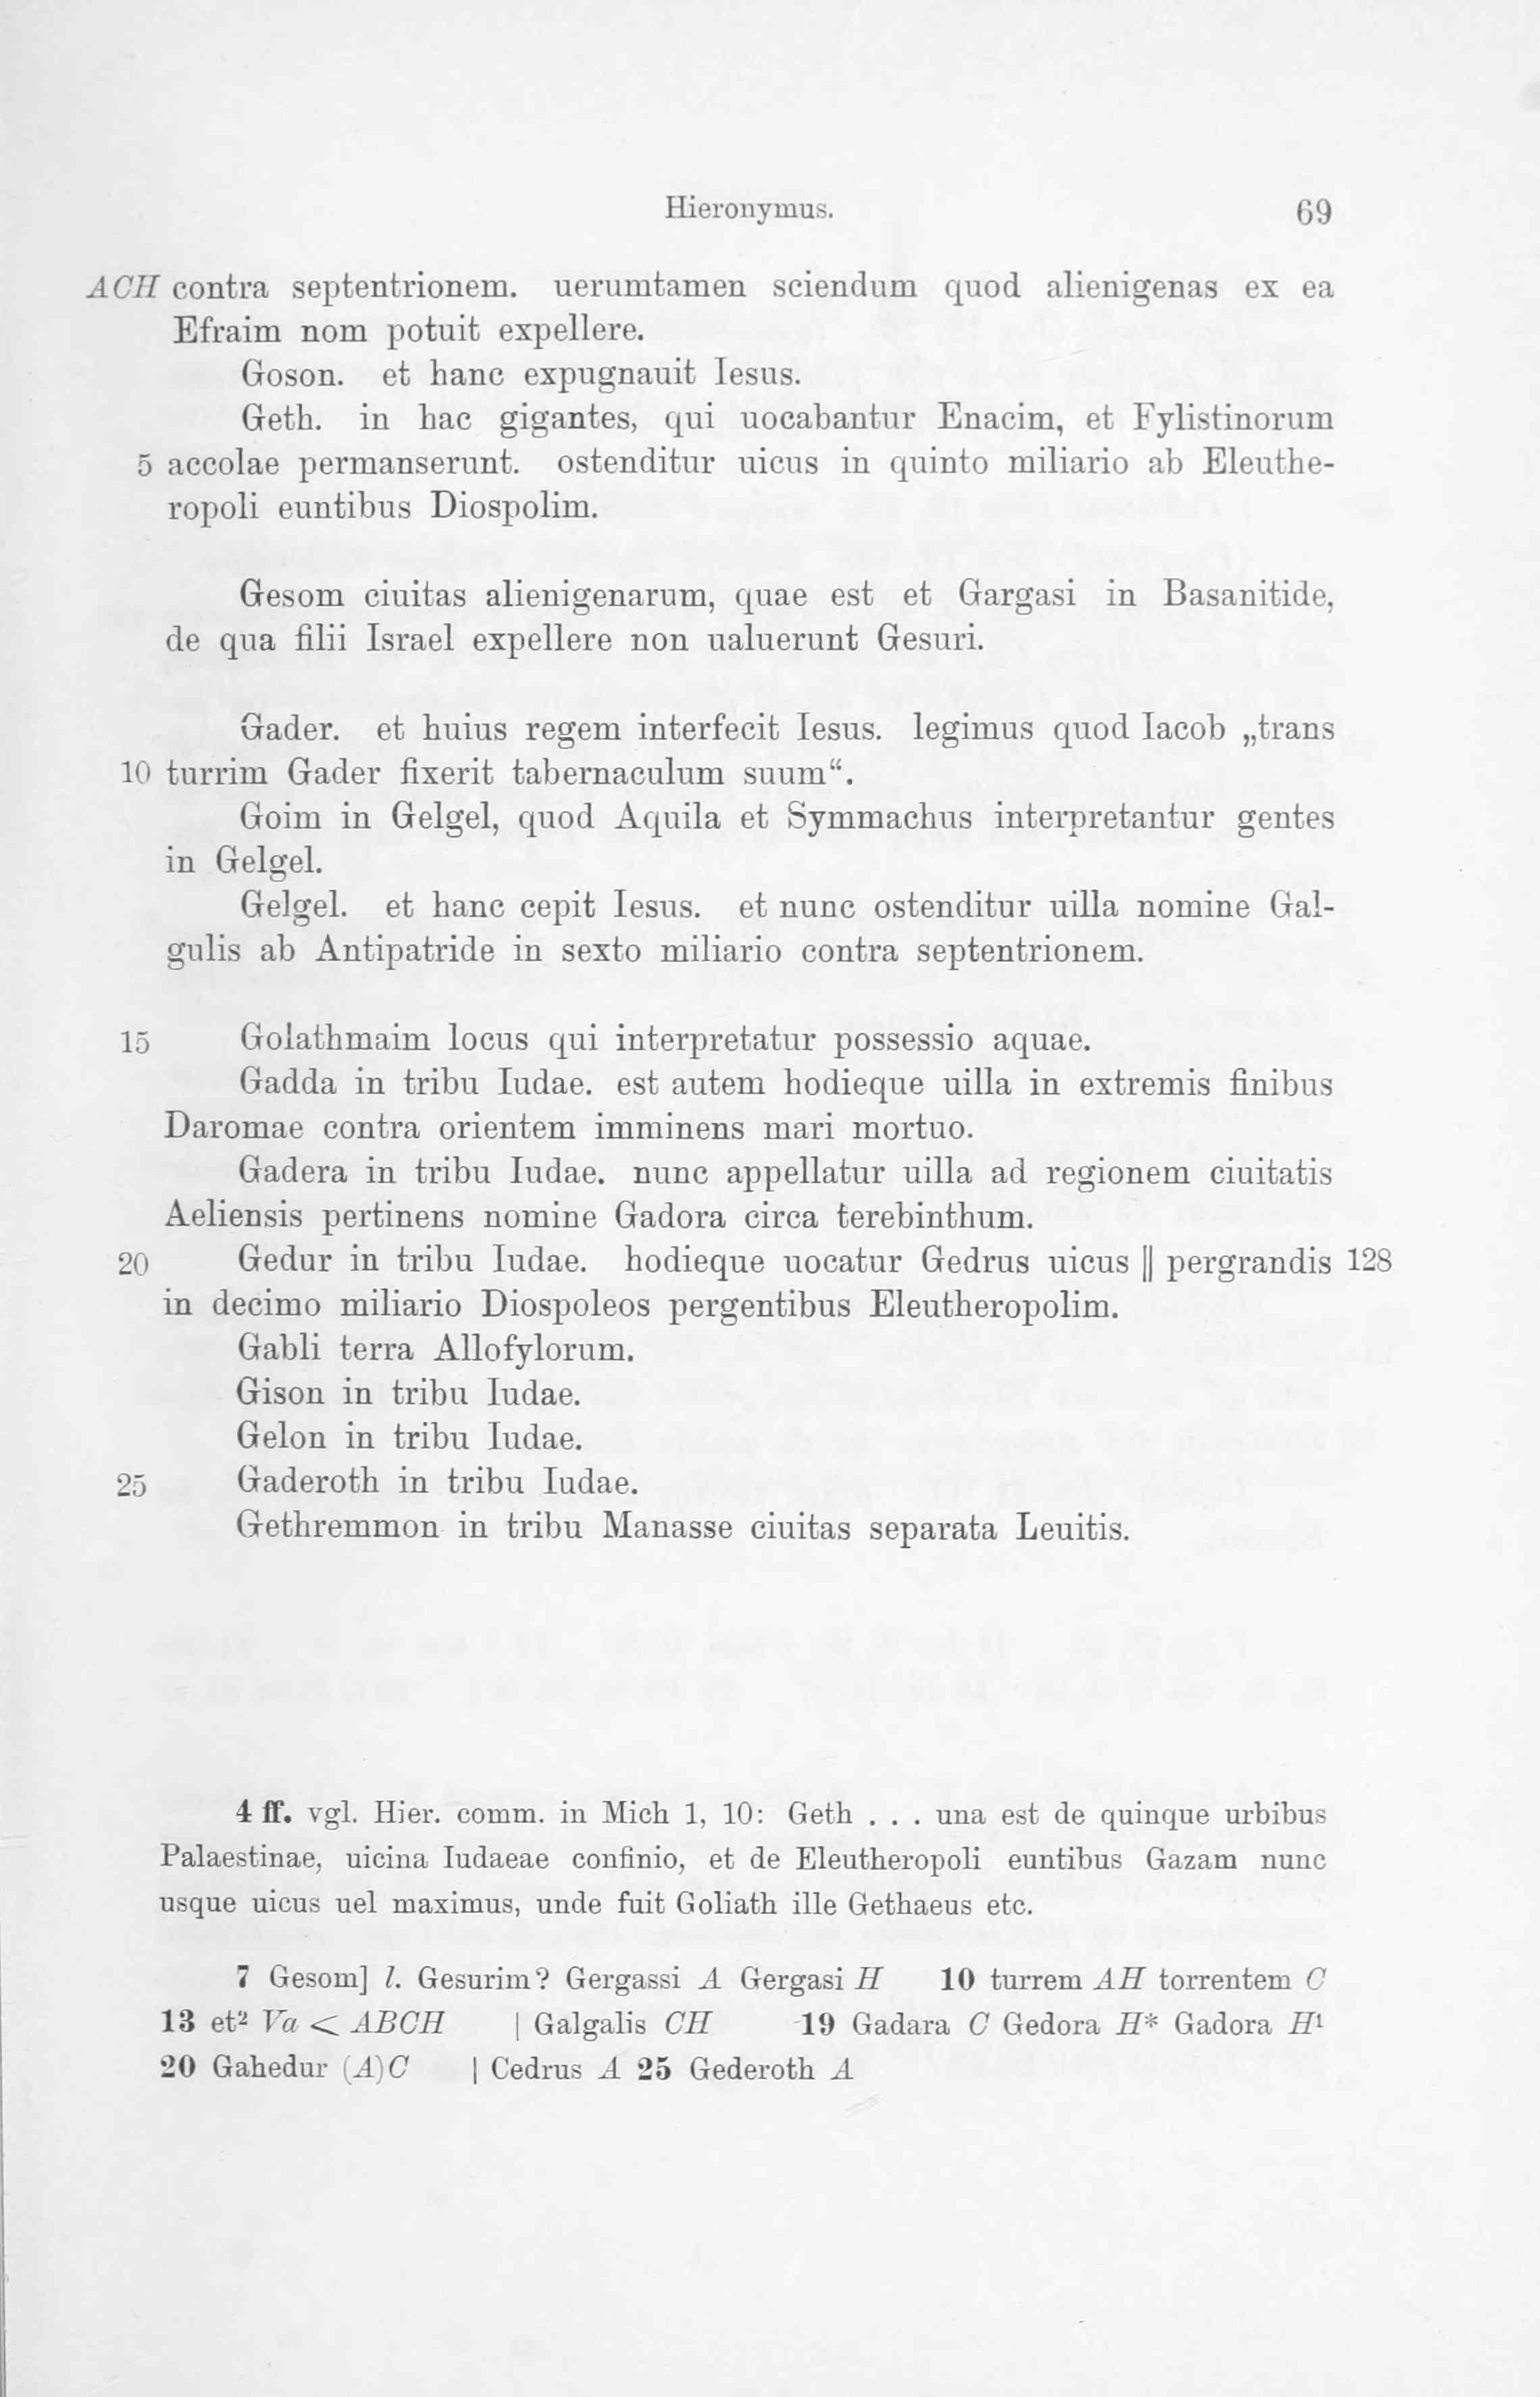 Hieronymus. 69
ACH contra septentrionem. uerumtamen sciendum quod alienigenas ex ea
Efraim nom potuit expellere.
Goson. et hanc expugnauit Iesus.
Geth. in hac gigantes, qui uocabantur Enacim, et Fylistinorum
5 accolae permanserunt. ostenditur uicus in quinto miliario ab Eleuthe-
ropoli euntibus Diospolim.
Gesom ciuitas alienigenarum, quae est et Gargasi in Basanitide,
de qua filii Israel expellere non ualuerunt Gesuri.
Gader. et huius regem interfecit Iesus. legimus quod Iacob „trans
10 turrim Gader fixerit tabernaculum suum“.
Goim in Gelgel, quod Aquila et Symmachus interpretantur gentes
in Gelgel.
Gelgel. et hanc cepit Iesus. et nunc ostenditur uilla nomine Gal-
gulis ab Antipatride in sexto miliario contra septentrionem.
15 Golathmaim locus qui interpretatur possessio aquae.
Gadda in tribu Iudae. est autem hodieque uilla in extremis finibus
Daromae contra orientem imminens mari mortuo.
Gadera in tribu Iudae. nunc appellatur uilla ad regionem ciuitatis
Aeliensis pertinens nomine Gadora circa terebinthum.
20 Gedur in tribu Iudae. hodieque uocatur Gedrus uicus || pergrandis 128
in decimo miliario Diospoleos pergentibus Eleutheropolim.
Gabli terra Allofylorum.
Gison in tribu Iudae.
Gelon in tribu Iudae.
25 Gaderoth in tribu Iudae.
Gethremmon in tribu Manasse ciuitas separata Leuitis.
4 ff. vgl. Hier. comm. in Mich 1, 10: Geth . . . una est de quinque urbibus
Palaestinae, uicina Iudaeae confinio, et de Eleutheropoli euntibus Gazam nunc
usque uicus uel maximus, unde fuit Goliath ille Gethaeus etc.
7 Gesom] l. Gesurim? Gergassi A Gergasi H 10 turrem AH torrentem C
13 et² Va < ABCH | Galgalis CH 19 Gadara C Gedora H* Gadora H¹
20 Gahedur (A)C | Cedrus A 25 Gederoth A